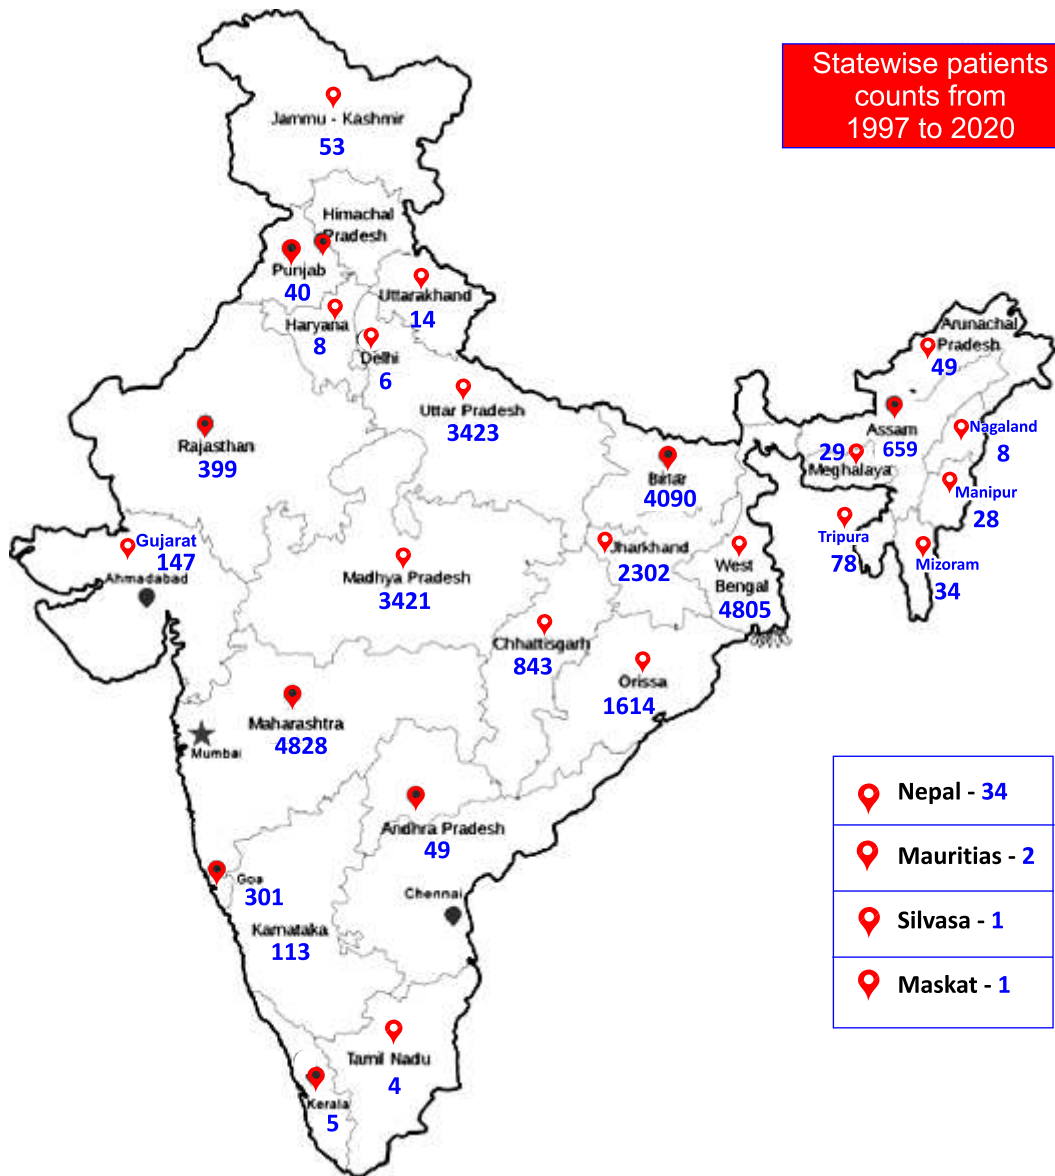 Statewise patients
counts from
1997 to 2020
Jammu - Kashmir
53
Himachal
Pradesh
Punjab
40
Uttarakhand
14
Haryana
8
Delhi
6
Uttar Pradesh
3423
Rajasthan
399
Bihar
4090
Arunachal
Pradesh
49
Assam
659
Nagaland
8
29
Meghalaya
Manipur
28
Tripura
78
Mizoram
34
Gujarat
147
Ahmadabad
Madhya Pradesh
3421
Jharkhand
2302
West
Bengal
4805
Chhattisgarh
843
Orissa
1614
Maharashtra
4828
Mumbai
Andhra Pradesh
49
Goa
301
Chennai
Karnataka
113
Tamil Nadu
4
Kerala
5
Nepal - 34
Mauritias - 2
Silvasa - 1
Maskat - 1